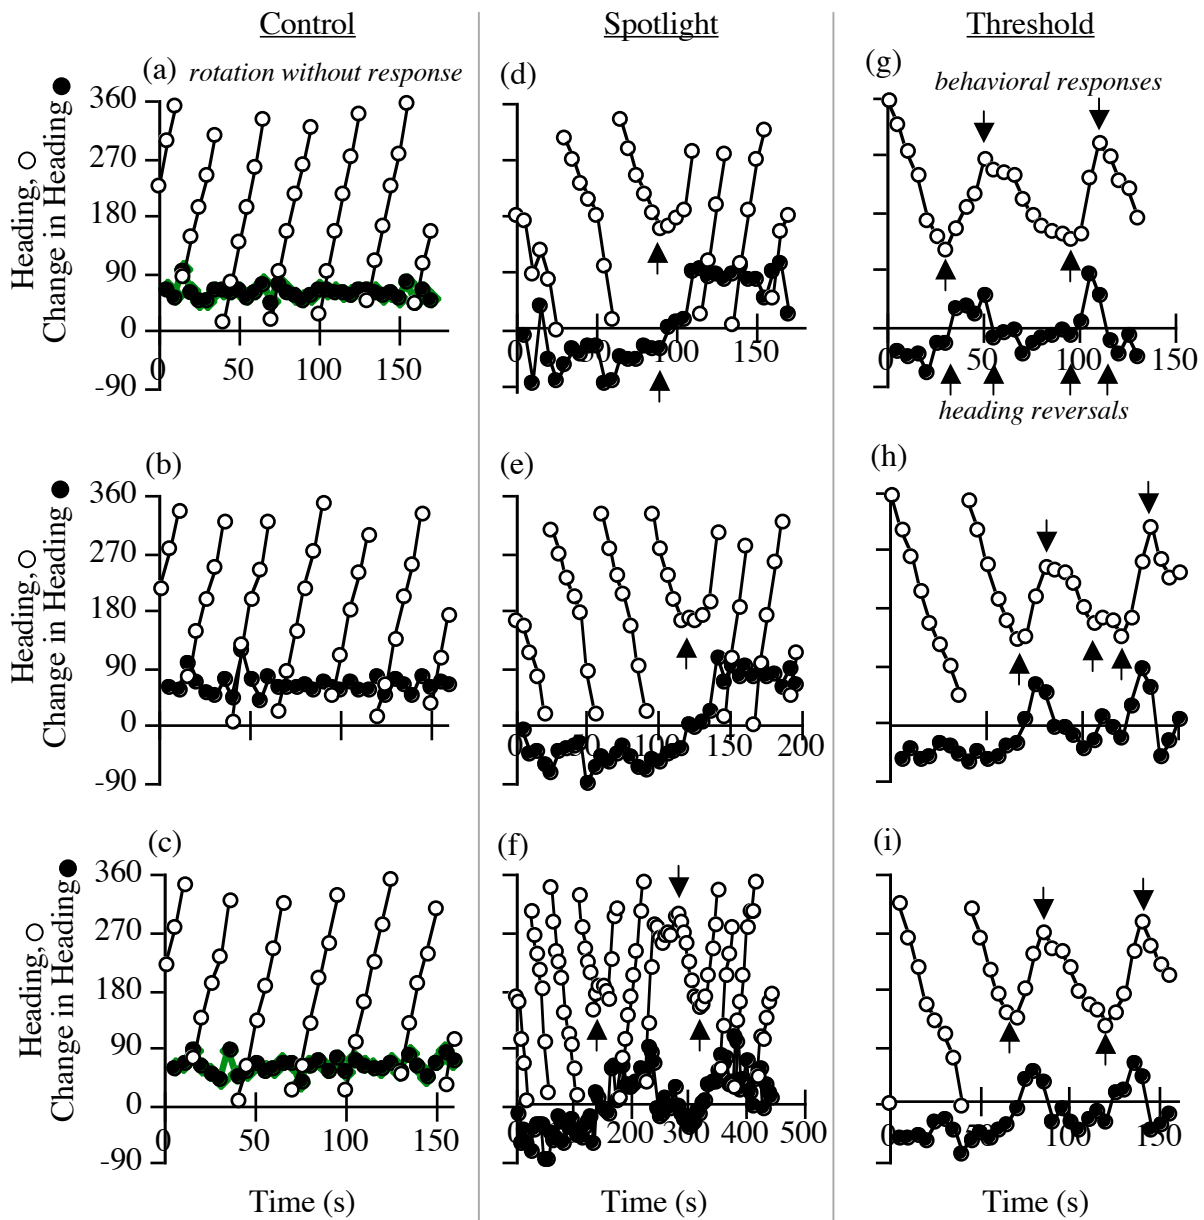 Control
Spotlight
Threshold
(a) rotation without response
(d)
(g)
behavioral responses
Heading,
Change in Heading
360
270
180
90
0
-90
0 50 100 150
0 100 150
0 50 100 150
heading reversals
(b)
(e)
(h)
Heading,
Change in Heading
360
270
180
90
0
-90
0 50 100 150 200
(c)
(f)
(i)
Heading,
Change in Heading
360
270
180
90
0
-90
0 50 100 150
0 200 300 400 500
0 100 150
Time (s)
Time (s)
Time (s)